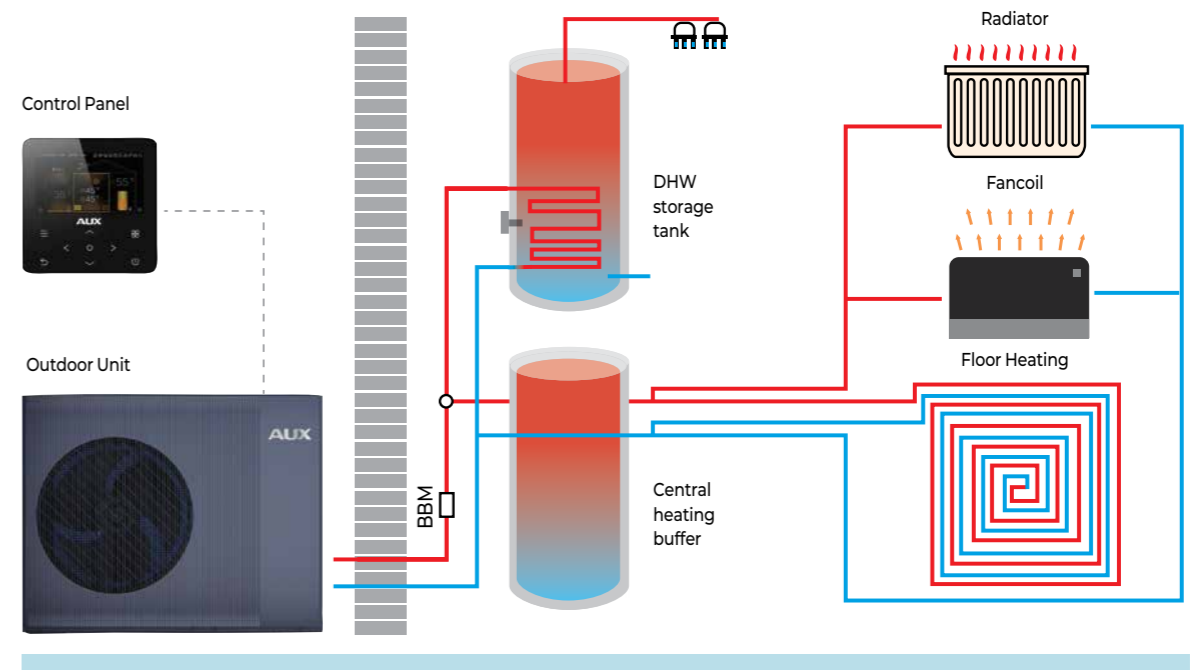 Control Panel
AUX
Outdoor Unit
AUX
BBM
DHW
storage
tank
Central
heating
buffer
Radiator
Fancoil
Floor Heating